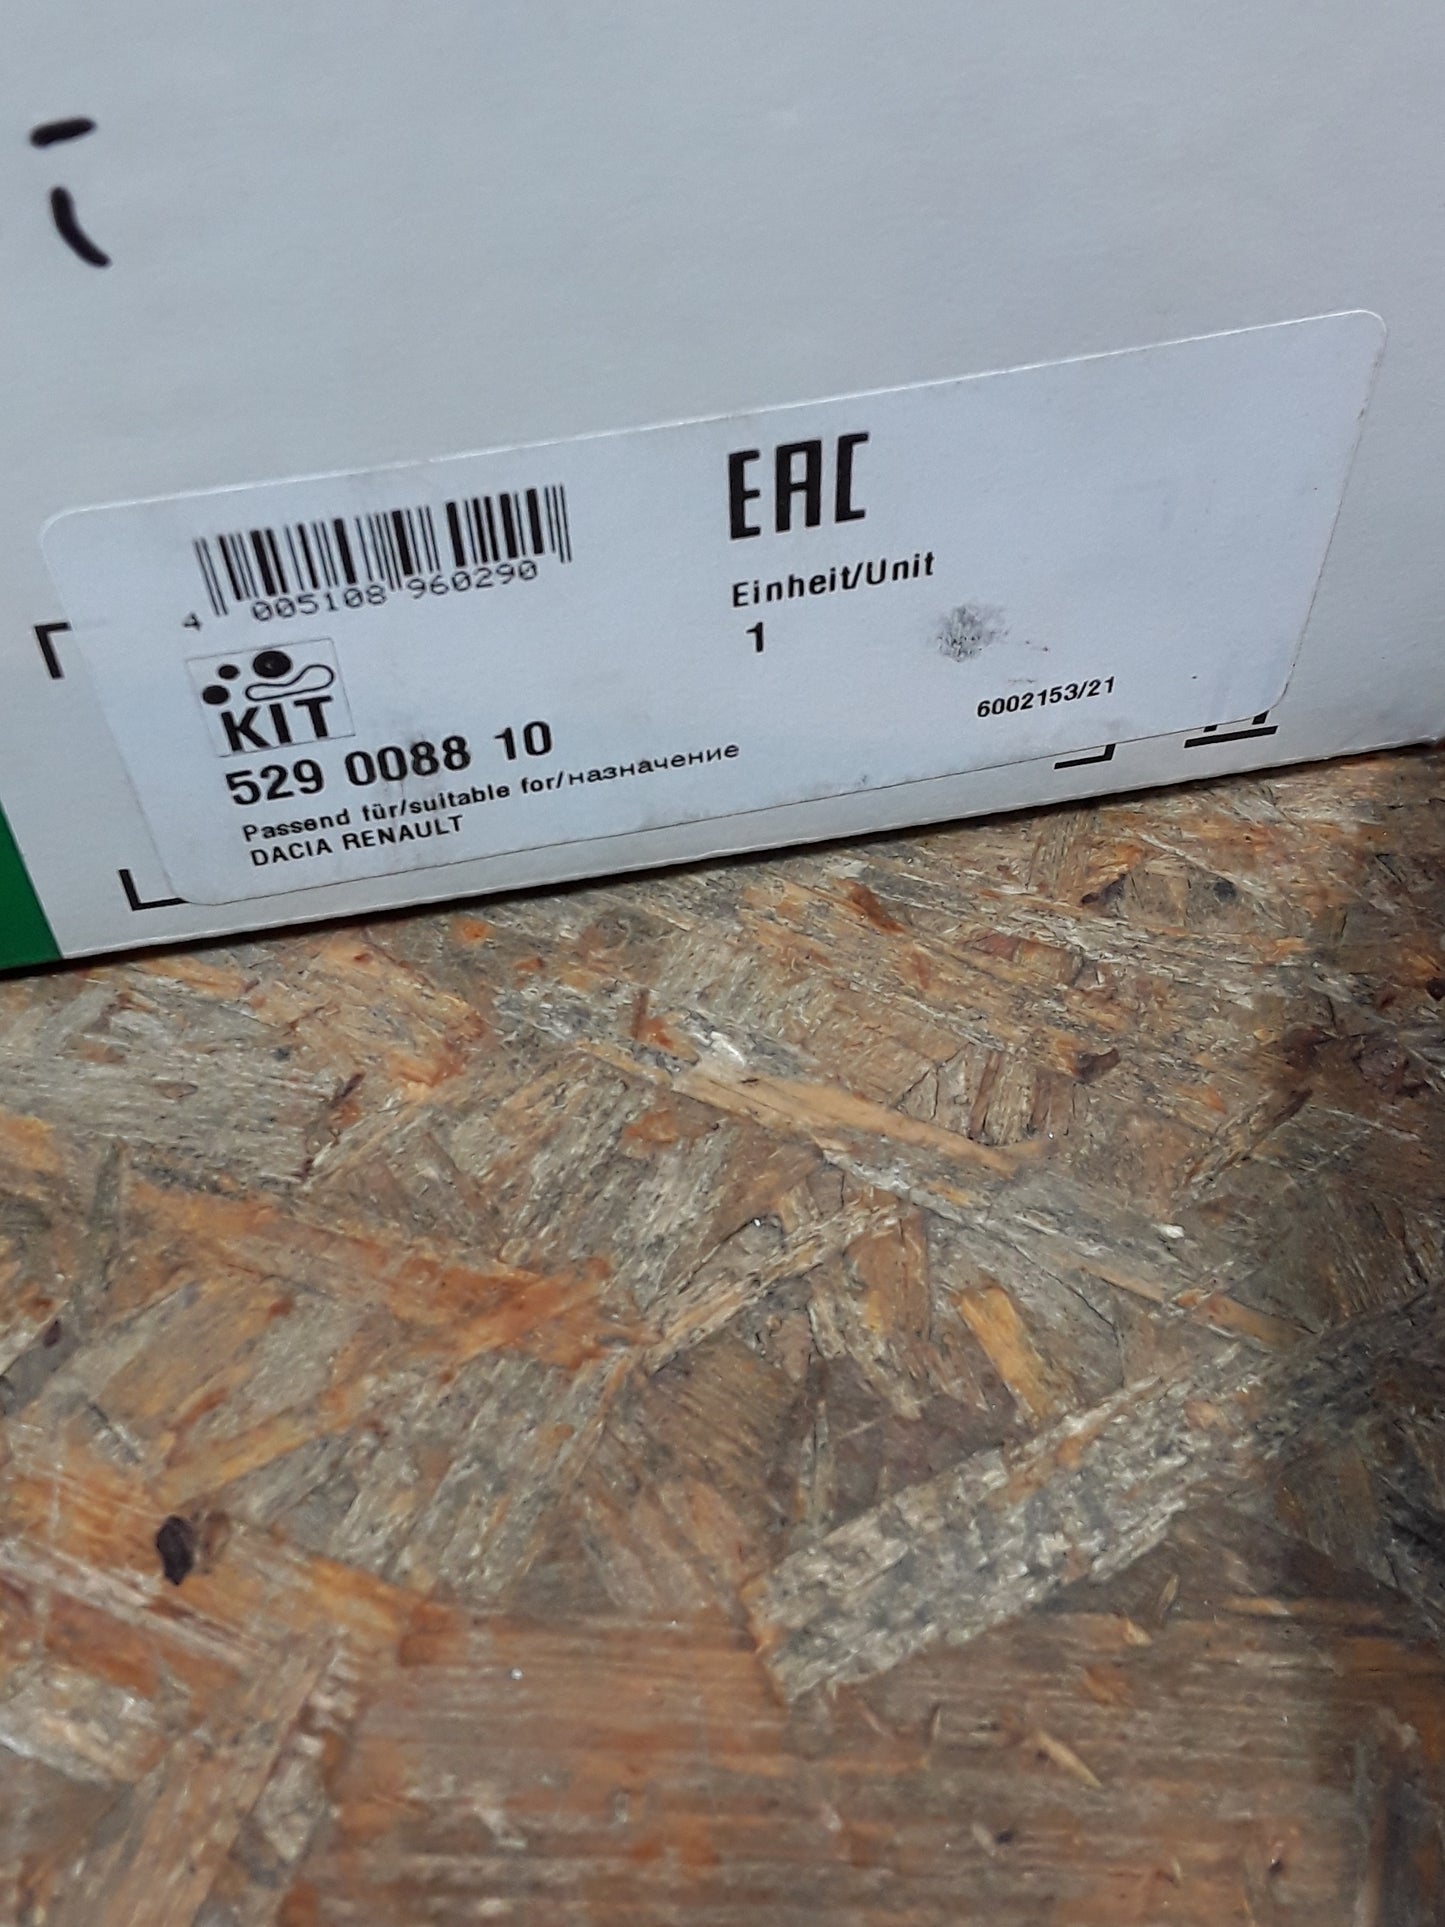 EAC
4 005108 960290
Einheit/Unit
1
KIT
6002153/21
529 0088 10
Passend für/suitable for/назначение
DACIA RENAULT